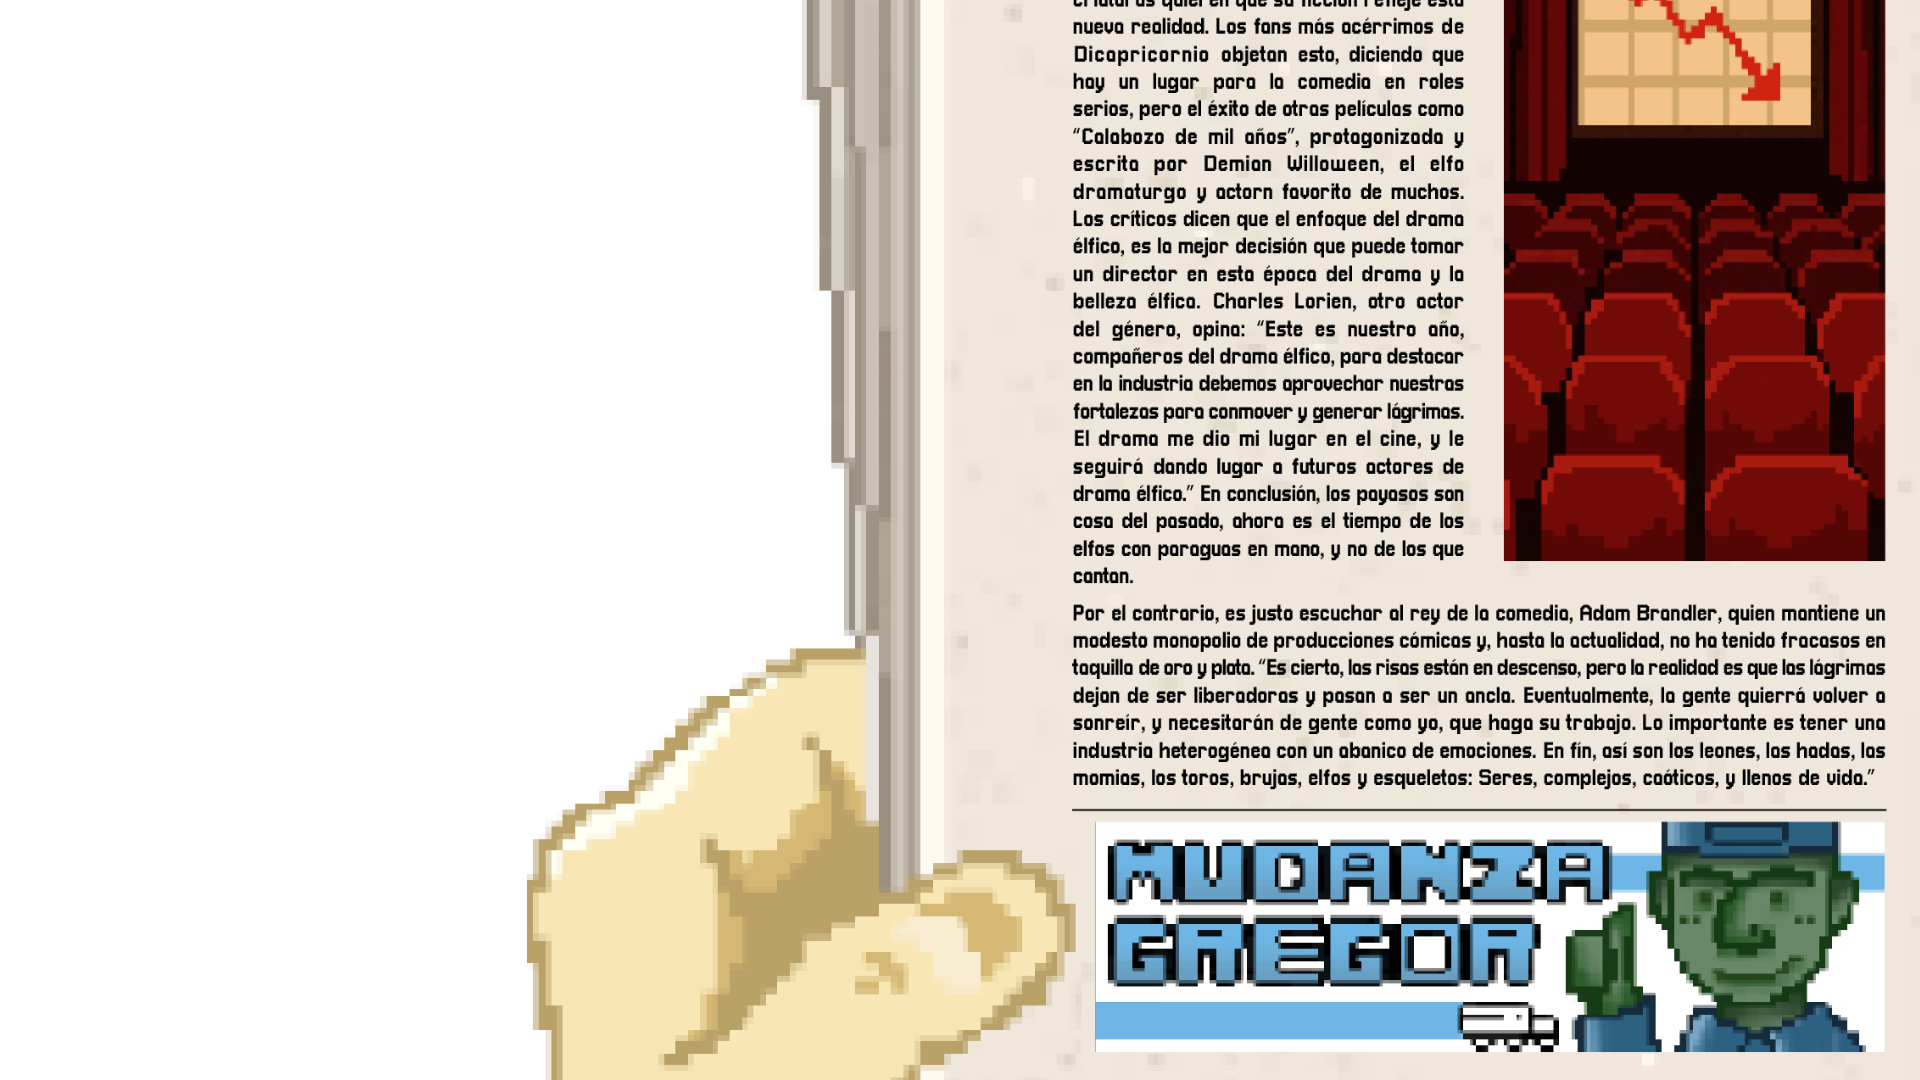 criaturas quieren que su ficción refleje esta
nueva realidad. Los fans más acérrimos de
Dicapricornio objetan esto, diciendo que
hay un lugar para la comedia en roles
serios, pero el éxito de otras películas como
"Calabozo de mil años", protagonizada y
escrita por Demian Willoween, el elfo
dramaturgo y actorn favorito de muchos.
Los críticos dicen que el enfoque del drama
élfico, es la mejor decisión que puede tomar
un director en esta época del drama y la
belleza élfica. Charles Lorien, otro actor
del género, opina: "Este es nuestro año,
compañeros del drama élfico, para destacar
en la industria debemos aprovechar nuestras
fortalezas para conmover y generar lágrimas.
El drama me dio mi lugar en el cine, y le
seguirá dando lugar a futuros actores de
drama élfico." En conclusión, los payasos son
cosa del pasado, ahora es el tiempo de los
elfos con paraguas en mano, y no de los que
cantan.
Por el contrario, es justo escuchar al rey de la comedia, Adam Brandler, quien mantiene un
modesto monopolio de producciones cómicas y, hasta la actualidad, no ha tenido fracasos en
taquilla de oro y plata. "Es cierto, las risas están en descenso, pero la realidad es que las lágrimas
dejan de ser liberadoras y pasan a ser un ancla. Eventualmente, la gente quierrá volver a
sonreír, y necesitarán de gente como yo, que haga su trabajo. Lo importante es tener una
industria heterogénea con un abanico de emociones. En fín, así son los leones, las hadas, las
momias, los toros, brujas, elfos y esqueletos: Seres, complejos, caóticos, y llenos de vida."
MUDANZA
GREGOR